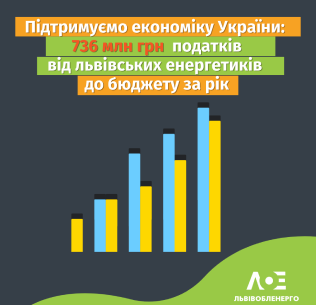 Підтримуємо економіку України:
736 млн грн податків
від львівських енергетиків
до бюджету за рік
ЛОЕ
ЛЬВІВОБЛЕНЕРГО